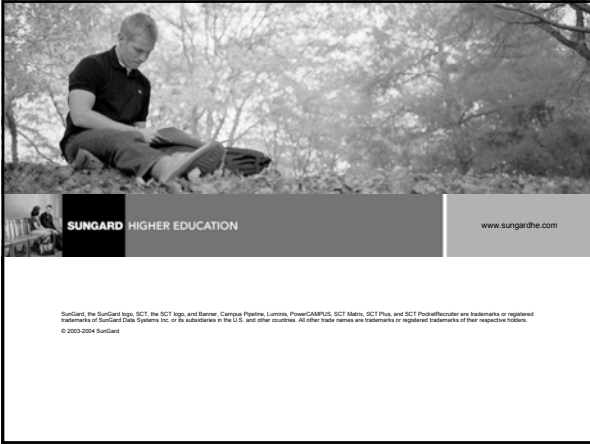 SUNGARD HIGHER EDUCATION
www.sungardhe.com
SunGard, the SunGard logo, SCT, the SCT logo, and Banner, Campus Pipeline, Luminis, PowerCAMPUS, SCT Matrix, SCT Plus, and SCT PocketRecruiter are trademarks or registered
trademarks of SunGard Data Systems Inc. or its subsidiaries in the U.S. and other countries. All other trade names are trademarks or registered trademarks of their respective holders.
© 2003-2004 SunGard